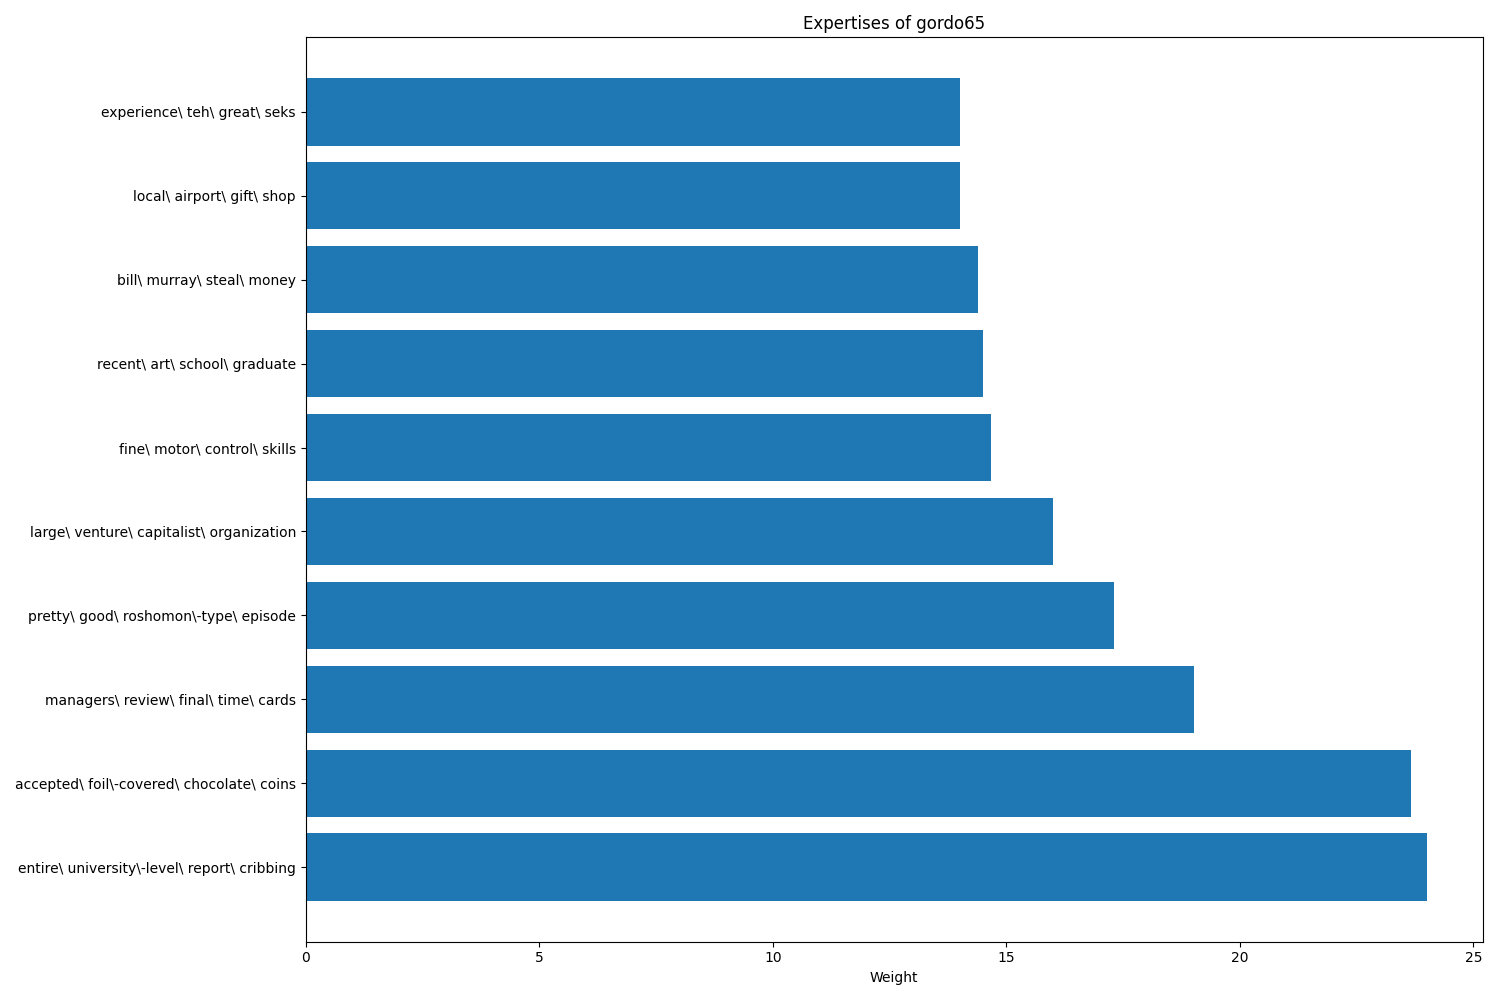 Expertises of gordo65
experience\ teh\ great\ seks
local\ airport\ gift\ shop
bill\ murray\ steal\ money
recent\ art\ school\ graduate
fine\ motor\ control\ skills
large\ venture\ capitalist\ organization
pretty\ good\ roshomon\-type\ episode
managers\ review\ final\ time\ cards
accepted\ foil\-covered\ chocolate\ coins
entire\ university\-level\ report\ cribbing
0 5 10 15 20 25
Weight